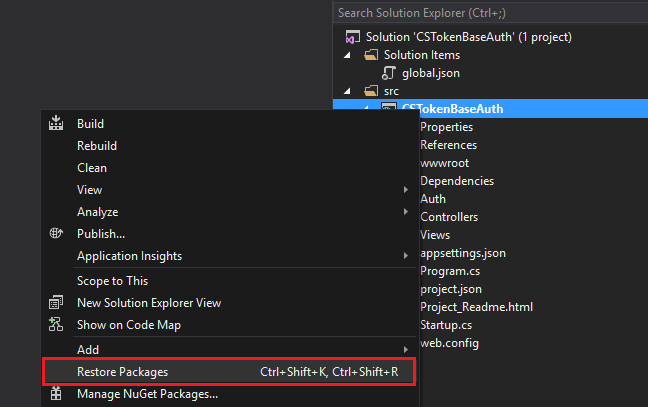 Search Solution Explorer (Ctrl+;)
Solution 'CSTokenBaseAuth' (1 project)
Solution Items
global.json
src
CSTokenBaseAuth
Properties
References
wwwroot
Dependencies
Auth
Controllers
Views
appsettings.json
Program.cs
project.json
Project_Readme.html
Startup.cs
web.config
Build
Rebuild
Clean
View
Analyze
Publish...
Application Insights
Scope to This
New Solution Explorer View
Show on Code Map
Add
Restore Packages Ctrl+Shift+K, Ctrl+Shift+R
Manage NuGet Packages...